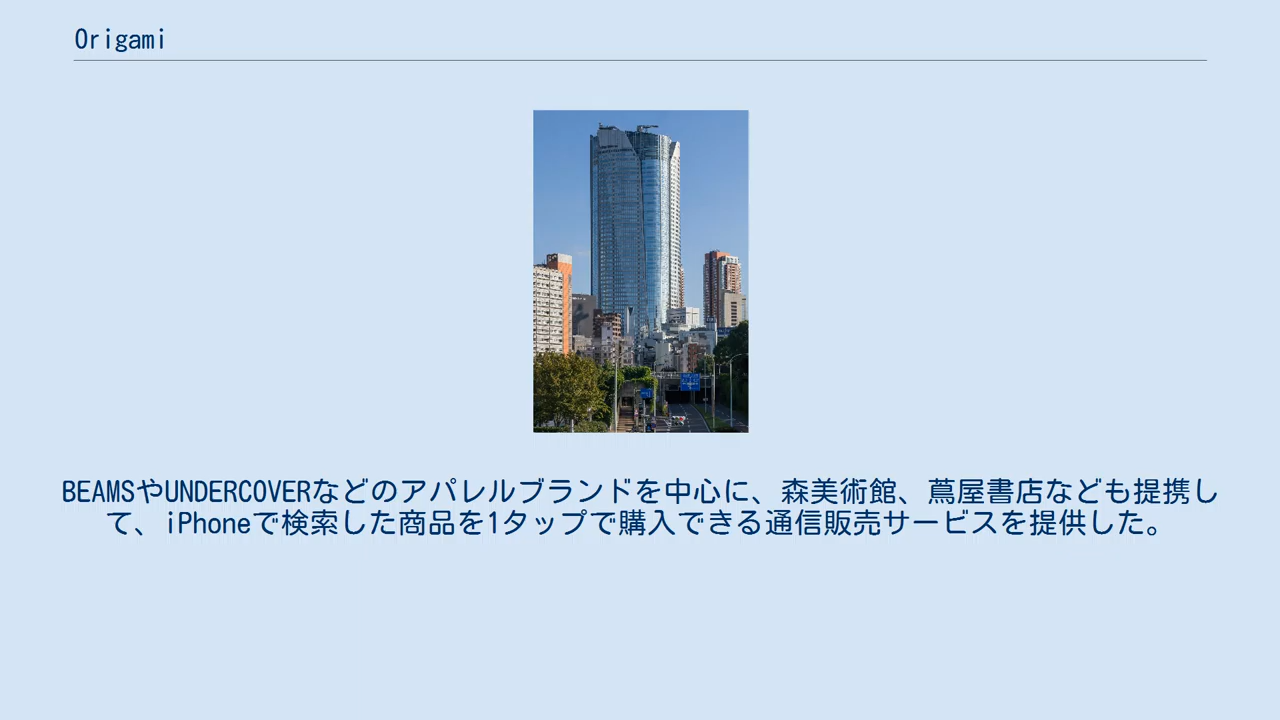 Origami
BEAMSやUNDERCOVERなどのアパレルブランドを中心に、森美術館、蔦屋書店なども提携し
て、iPhoneで検索した商品を1タップで購入できる通信販売サービスを提供した。